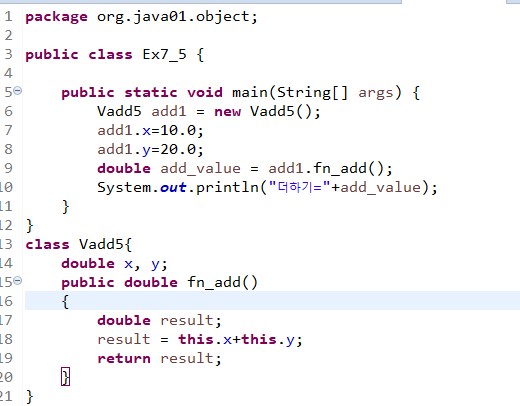 1 package org.java01.object;
2
3 public class Ex7_5 {
4
5 public static void main(String[] args) {
6 Vadd5 add1 = new Vadd5();
7 add1.x=10.0;
8 add1.y=20.0;
9 double add_value = add1.fn_add();
10 System.out.println("더하기="+add_value);
11 }
12 }
13 class Vadd5{
14 double x, y;
15 public double fn_add()
16 {
17 double result;
18 result = this.x+this.y;
19 return result;
20 }
21 }